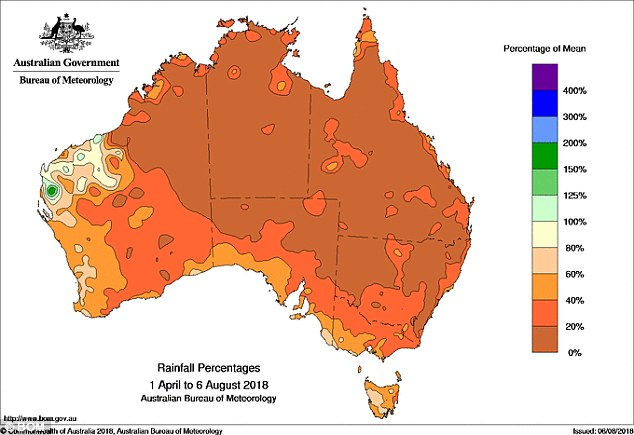 Australian Government
Bureau of Meteorology
Percentage of Mean
400%
300%
200%
150%
125%
100%
80%
60%
40%
20%
0%
Rainfall Percentages
1 April to 6 August 2018
Australian Bureau of Meteorology
http://www.bom.gov.au
© Commonwealth of Australia 2018, Australian Bureau of Meteorology
Issued: 06/08/2018